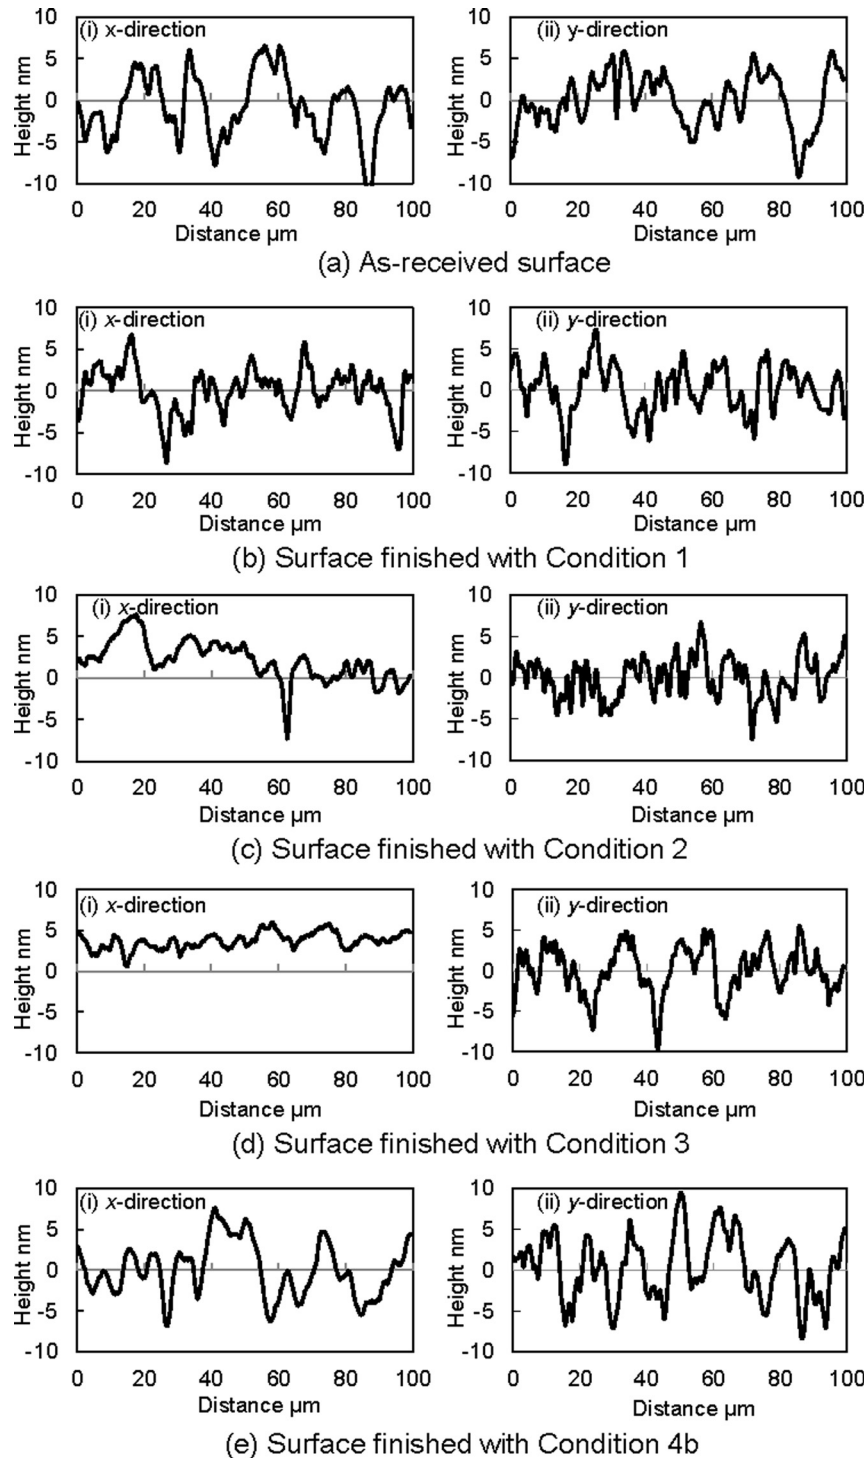 (i) x-direction
(ii) y-direction
Height nm
10
5
0
-5
-10
0 20 40 60 80 100
Distance µm
Height nm
10
5
0
-5
-10
0 20 40 60 80 100
Distance µm
(a) As-received surface
(i) x-direction
(ii) y-direction
Height nm
10
5
0
-5
-10
0 20 40 60 80 100
Distance µm
Height nm
10
5
0
-5
-10
0 20 40 60 80 100
Distance µm
(b) Surface finished with Condition 1
(i) x-direction
(ii) y-direction
Height nm
10
5
0
-5
-10
0 20 40 60 80 100
Distance µm
Height nm
10
5
0
-5
-10
0 20 40 60 80 100
Distance µm
(c) Surface finished with Condition 2
(i) x-direction
(ii) y-direction
Height nm
10
5
0
-5
-10
0 20 40 60 80 100
Distance µm
Height nm
10
5
0
-5
-10
0 20 40 60 80 100
Distance µm
(d) Surface finished with Condition 3
(i) x-direction
(ii) y-direction
Height nm
10
5
0
-5
-10
0 20 40 60 80 100
Distance µm
Height nm
10
5
0
-5
-10
0 20 40 60 80 100
Distance µm
(e) Surface finished with Condition 4b